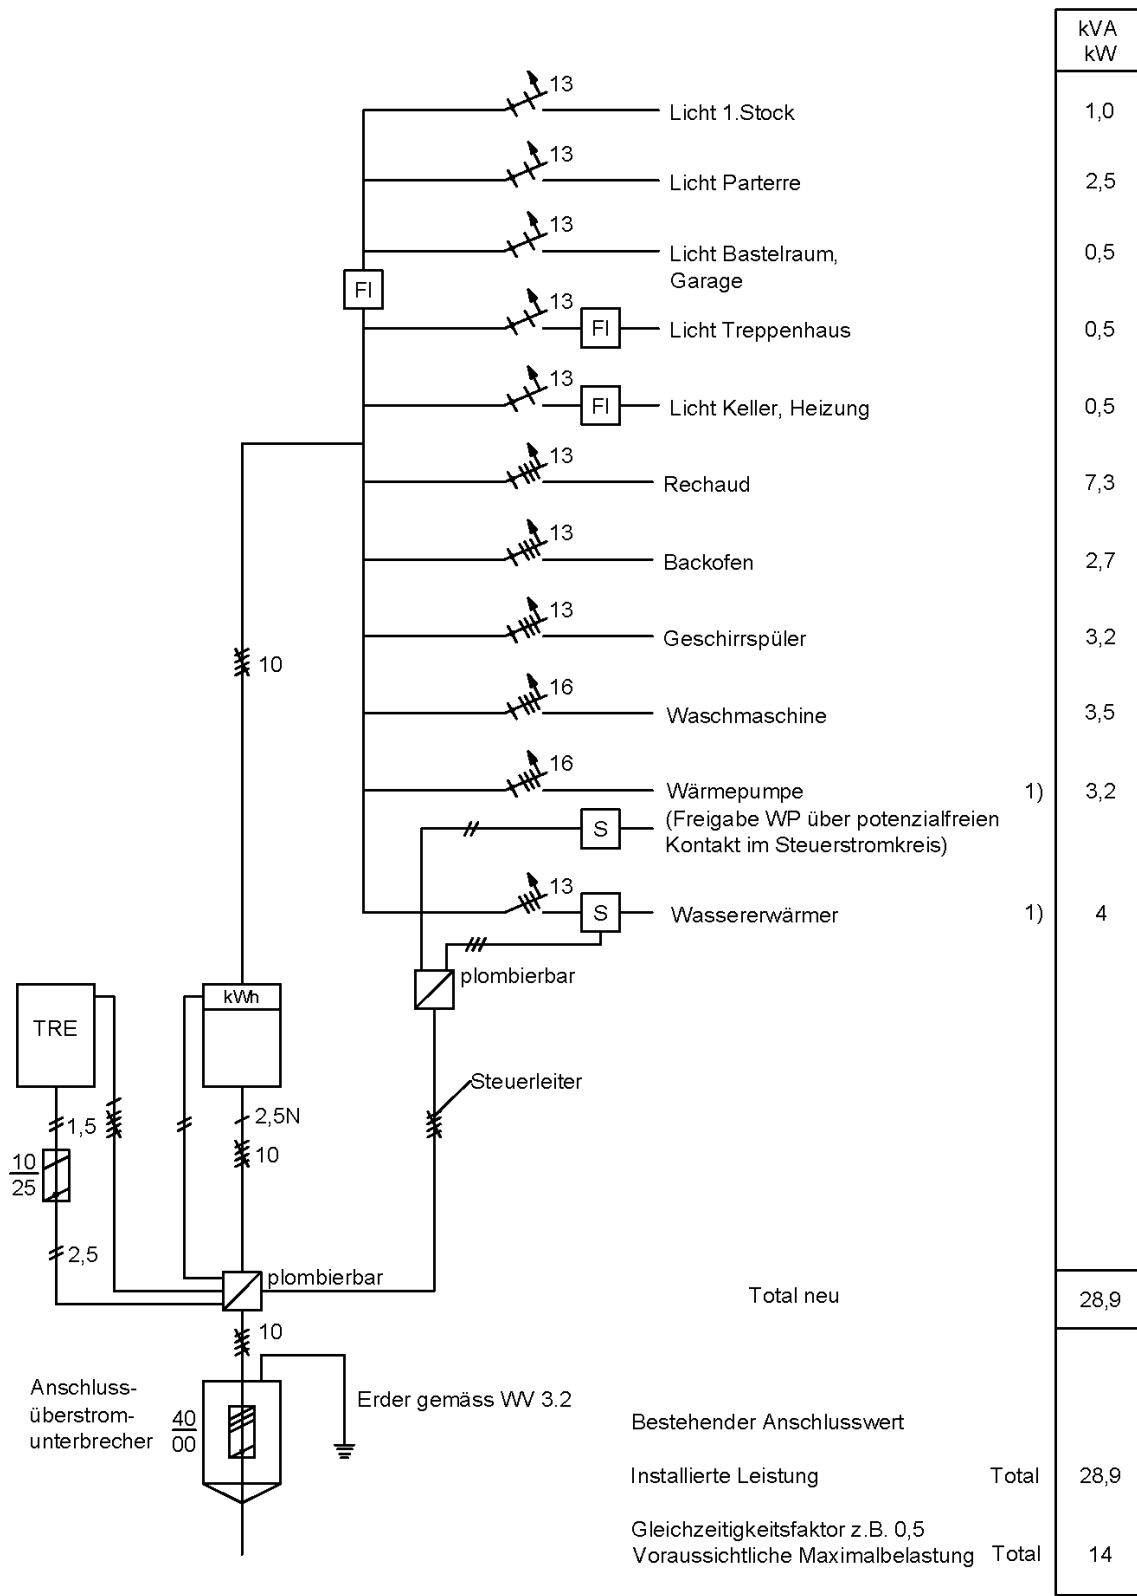 kVA
kW
13
Licht 1.Stock
1,0
13
Licht Parterre
2,5
13
Licht Bastelraum,
Garage
0,5
FI
13
FI
Licht Treppenhaus
0,5
13
FI
Licht Keller, Heizung
0,5
13
Rechaud
7,3
13
Backofen
2,7
13
Geschirrspüler
3,2
10
16
Waschmaschine
3,5
16
Wärmepumpe
1)
3,2
S
(Freigabe WP über potenzialfreien
Kontakt im Steuerstromkreis)
13
S
Wassererwärmer
1)
4
plombierbar
TRE
kWh
Steuerleiter
1,5
2,5N
10
10
25
2,5
plombierbar
Total neu
28,9
10
Anschluss-
überstrom-
unterbrecher
40
00
Erder gemäss WV 3.2
Bestehender Anschlusswert
Installierte Leistung
Total
28,9
Gleichzeitigkeitsfaktor z.B. 0,5
Voraussichtliche Maximalbelastung
Total
14